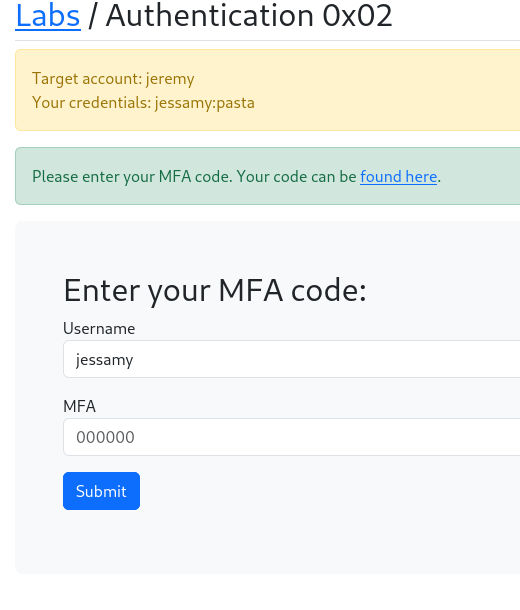 Labs / Authentication 0x02
Target account: jeremy
Your credentials: jessamy:pasta
Please enter your MFA code. Your code can be found here.
Enter your MFA code:
Username
jessamy
MFA
000000
Submit